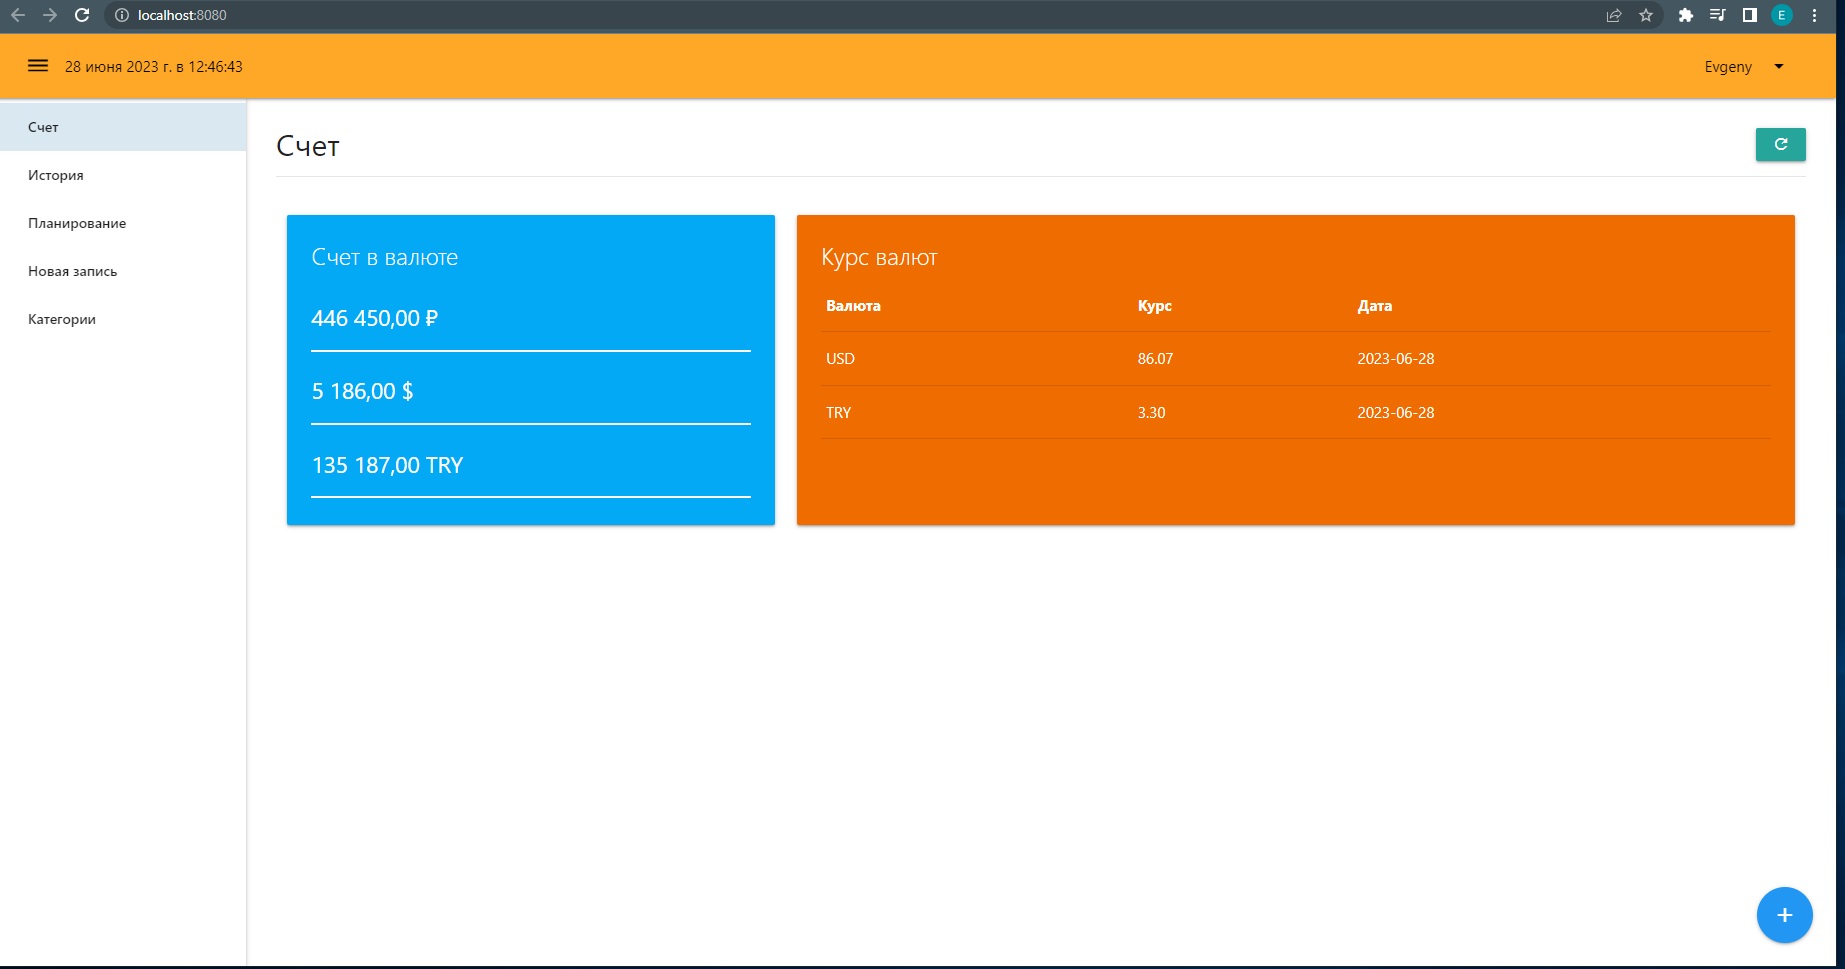 localhost:8080
E
28 июня 2023 г. в 12:46:43
Evgeny
Счет
История
Планирование
Новая запись
Категории
Счет
Счет в валюте
446 450,00 ₽
5 186,00 $
135 187,00 TRY
Курс валют
Валюта Курс Дата
USD 86.07 2023-06-28
TRY 3.30 2023-06-28